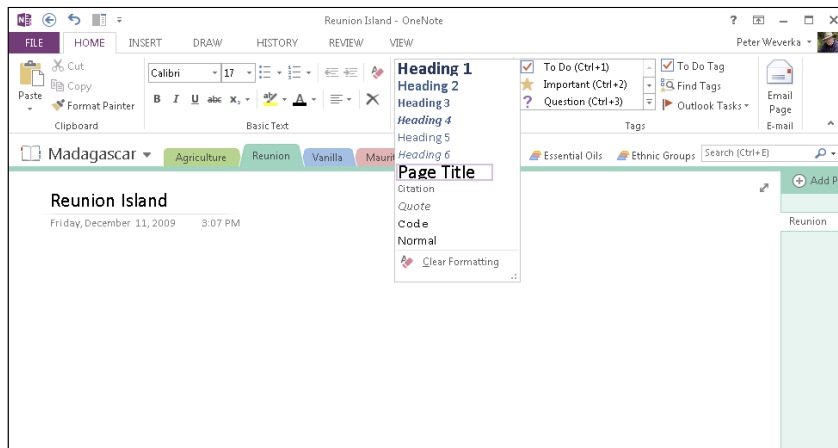 Reunion Island - OneNote
FILE HOME INSERT DRAW HISTORY REVIEW VIEW Peter Weverka
Paste
Cut
Copy
Format Painter
Clipboard
Calibri 17
B I U abc x, ab A
Basic Text
Heading 1
Heading 2
Heading 3
Heading 4
Heading 5
Heading 6
Page Title
Citation
Quote
Code
Normal
Clear Formatting
To Do (Ctrl+1)
Important (Ctrl+2)
Question (Ctrl+3)
To Do Tag
Find Tags
Outlook Tasks
Tags
Email
Page
E-mail
Madagascar Agriculture Reunion Vanilla Maurit Essential Oils Ethnic Groups Search (Ctrl+E)
Add P
Reunion Island
Friday, December 11, 2009 3:07 PM
Reunion